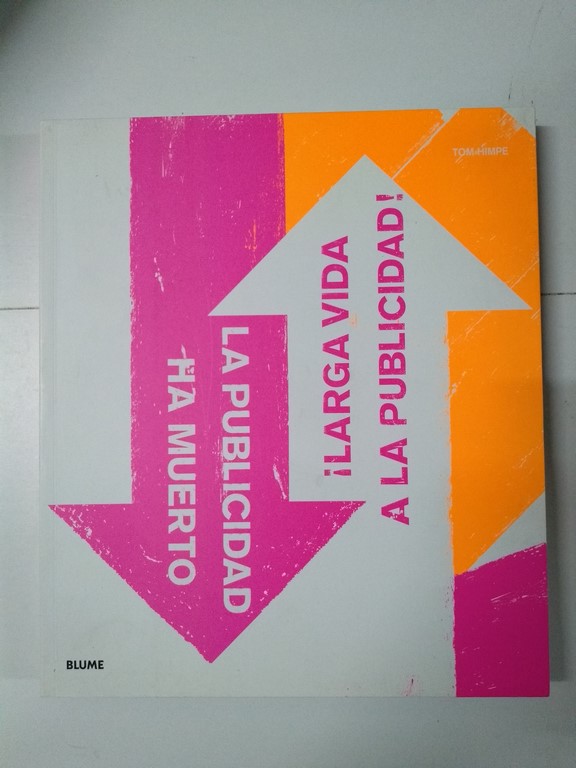 TOM HIMPE
LA PUBLICIDAD
HA MUERTO
¡LARGA VIDA
A LA PUBLICIDAD!
BLUME